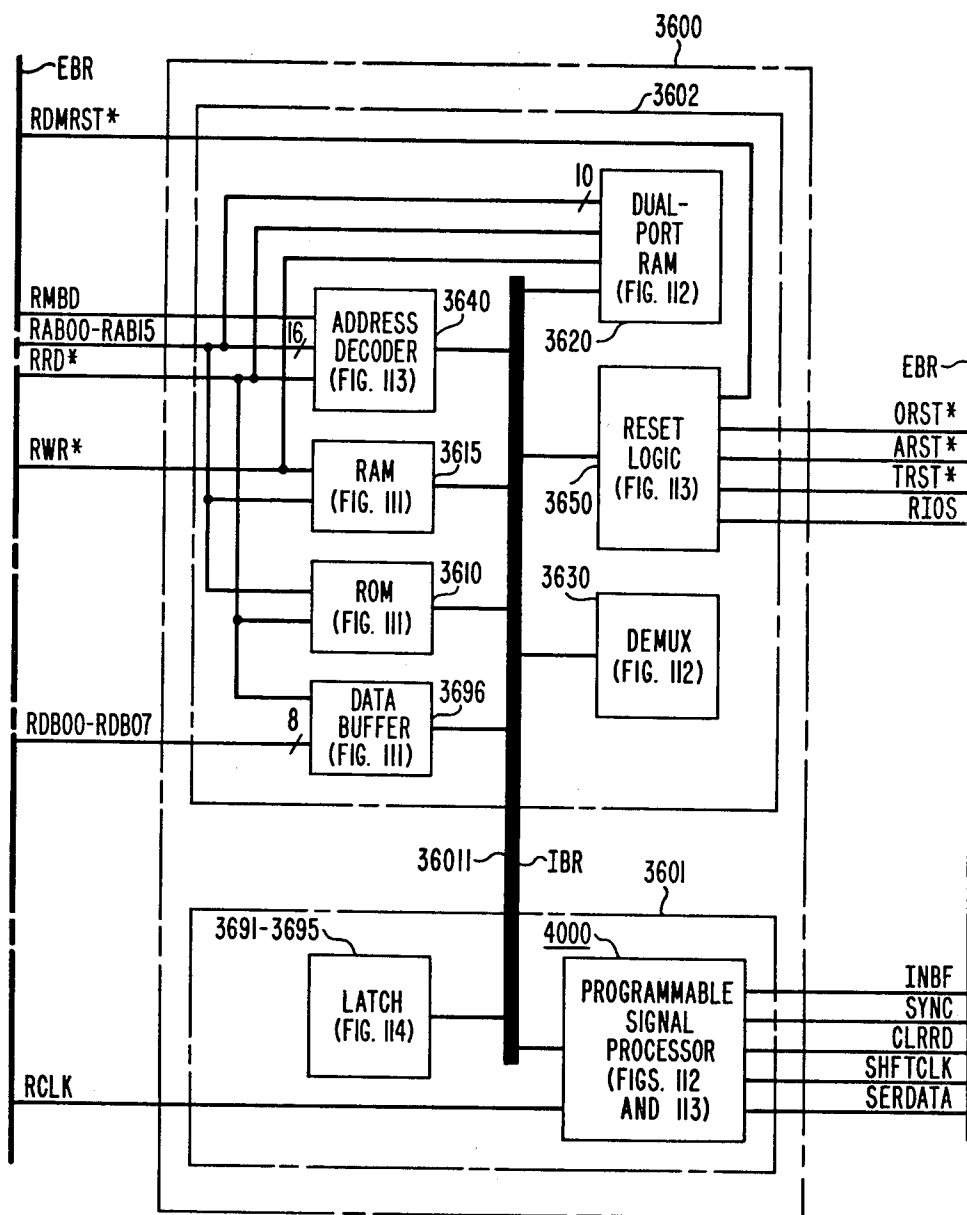 3600
EBR
3602
RDMRST*
10
DUAL-
PORT
RAM
(FIG. 112)
3620
RMBD
RAB00-RAB15
16
RRD*
ADDRESS
DECODER
(FIG. 113)
3640
EBR
RWR*
RAM
(FIG. 111)
3615
RESET
LOGIC
(FIG. 113)
3650
ORST*
ARST*
TRST*
RIOS
ROM
(FIG. 111)
3610
3630
DEMUX
(FIG. 112)
RDB00-RDB07
8
DATA
BUFFER
(FIG. 111)
3696
36011
IBR
3601
3691-3695
LATCH
(FIG. 114)
4000
PROGRAMMABLE
SIGNAL
PROCESSOR
(FIGS. 112
AND 113)
INBF
SYNC
CLRRD
SHFTCLK
SERDATA
RCLK